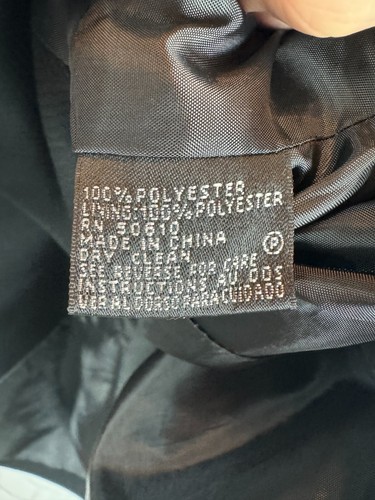 100% POLYESTER
LINING:100% POLYESTER
RN 50610
MADE IN CHINA
DRY CLEAN
P
SEE REVERSE FOR CARE
INSTRUCTIONS AU DOS
VER AL DORSO PARA CUIDADO